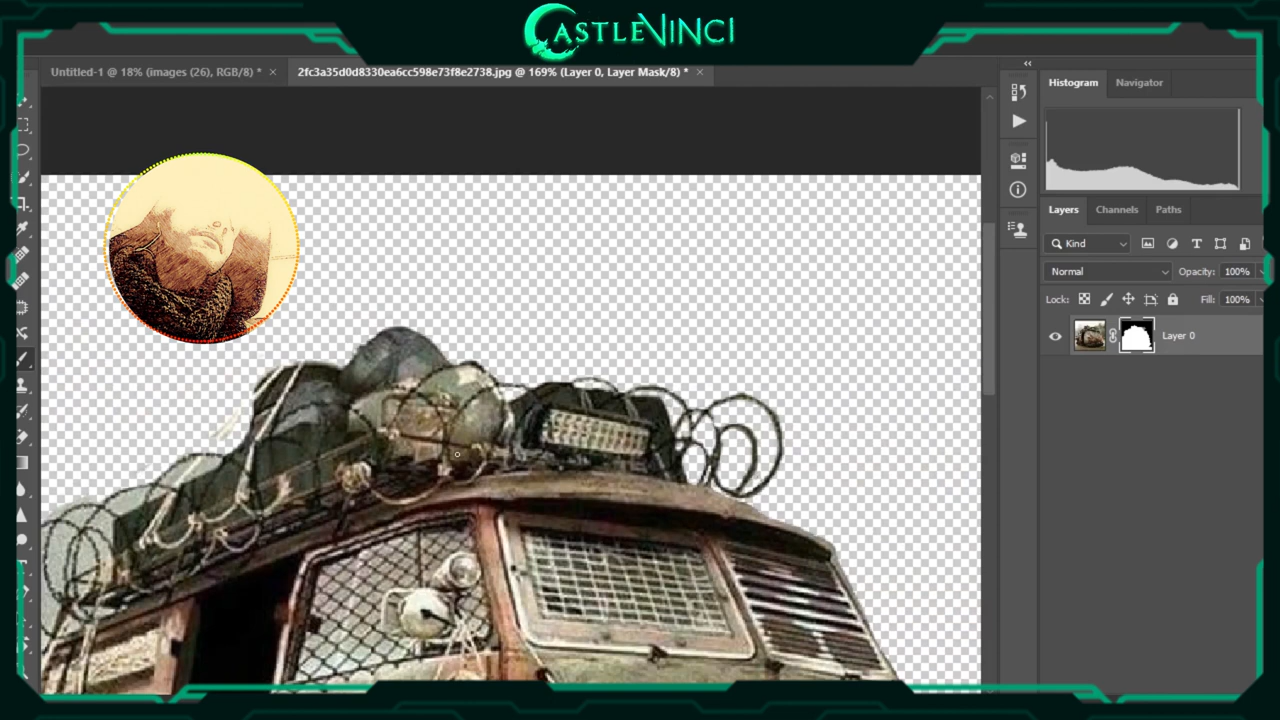 CASTLEVINCI
Untitled-1 @ 18% (images (26), RGB/8) * ×
2fc3a35d0d8330ea6cc598e73f8e2738.jpg @ 169% (Layer 0, Layer Mask/8) * ×
Histogram
Navigator
Layers
Channels
Paths
Kind
Normal
Opacity: 100%
Lock:
Fill: 100%
Layer 0